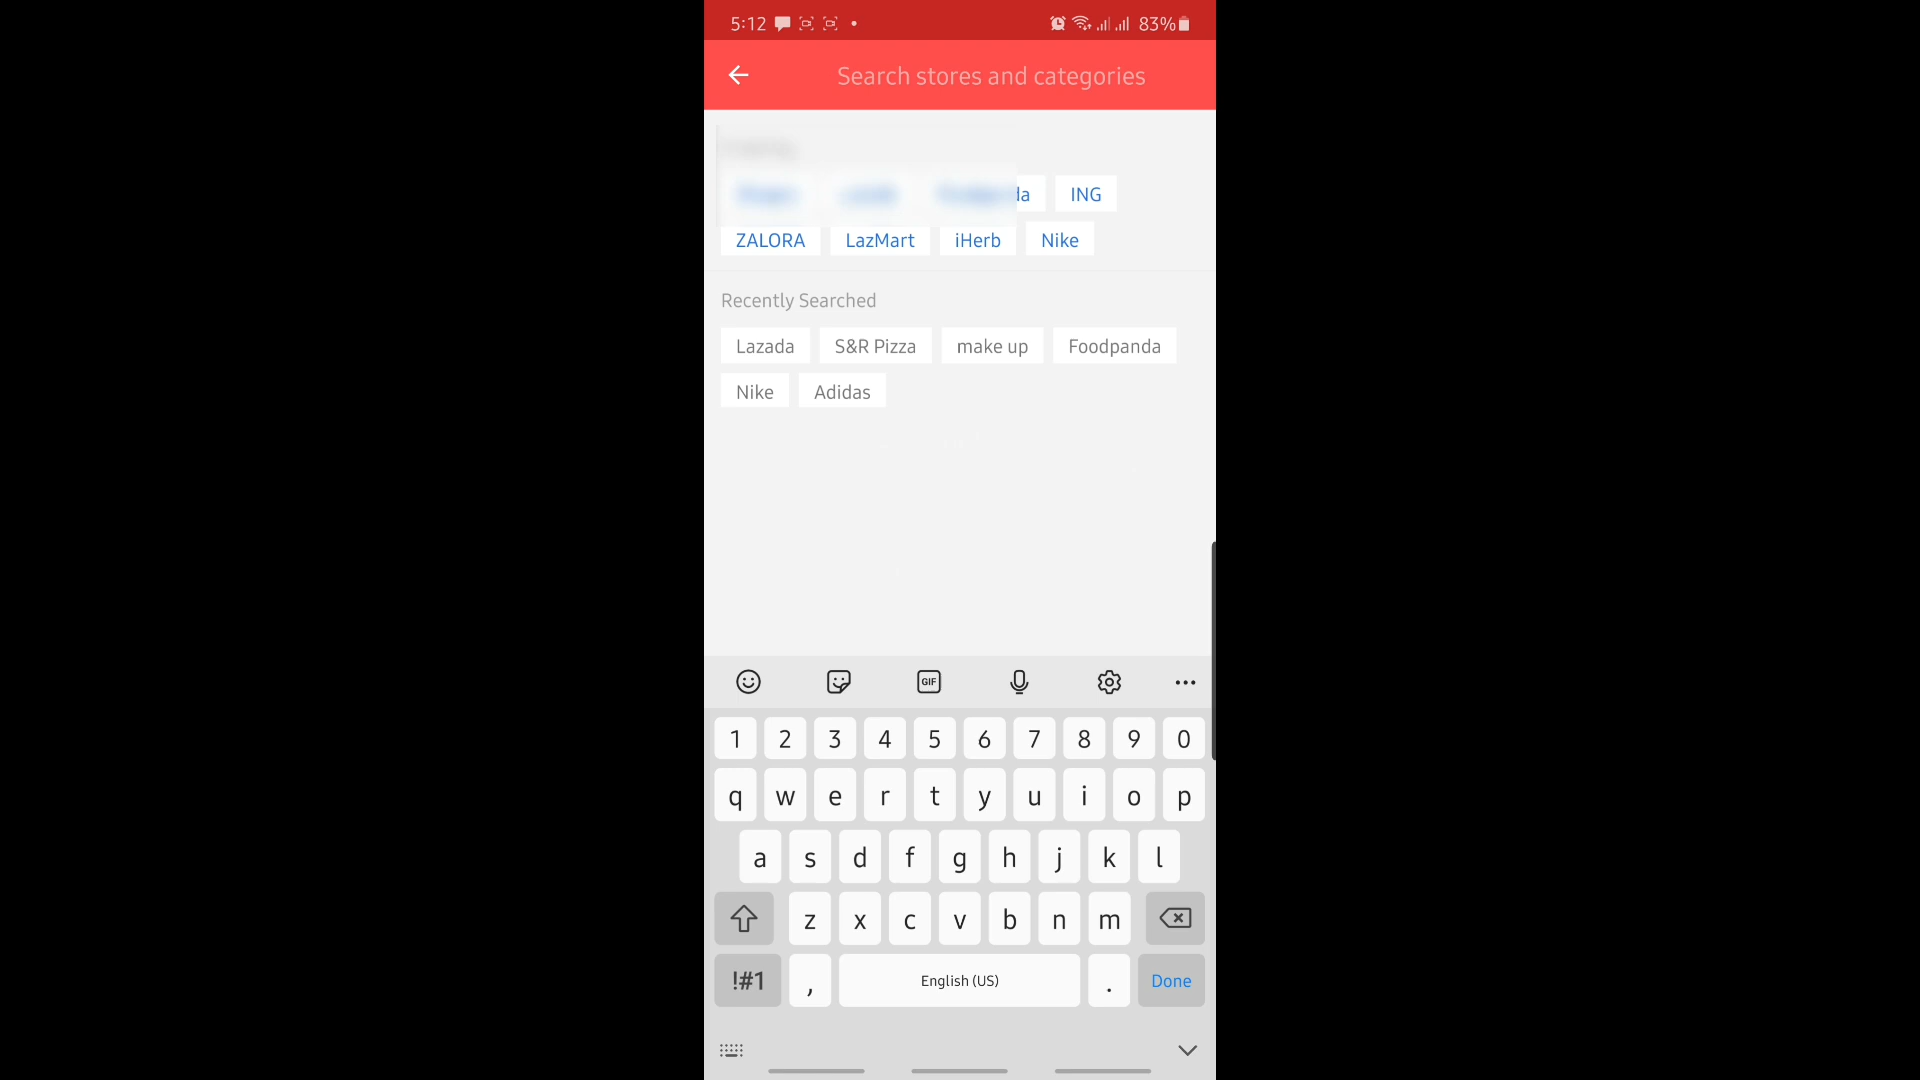 5:12 83%
Search stores and categories
ING
ZALORA LazMart iHerb Nike
Recently Searched
Lazada S&R Pizza make up Foodpanda
Nike Adidas
GIF
1 2 3 4 5 6 7 8 9 0
q w e r t y u i o p
a s d f g h j k l
z x c v b n m
!#1 , English (US) . Done